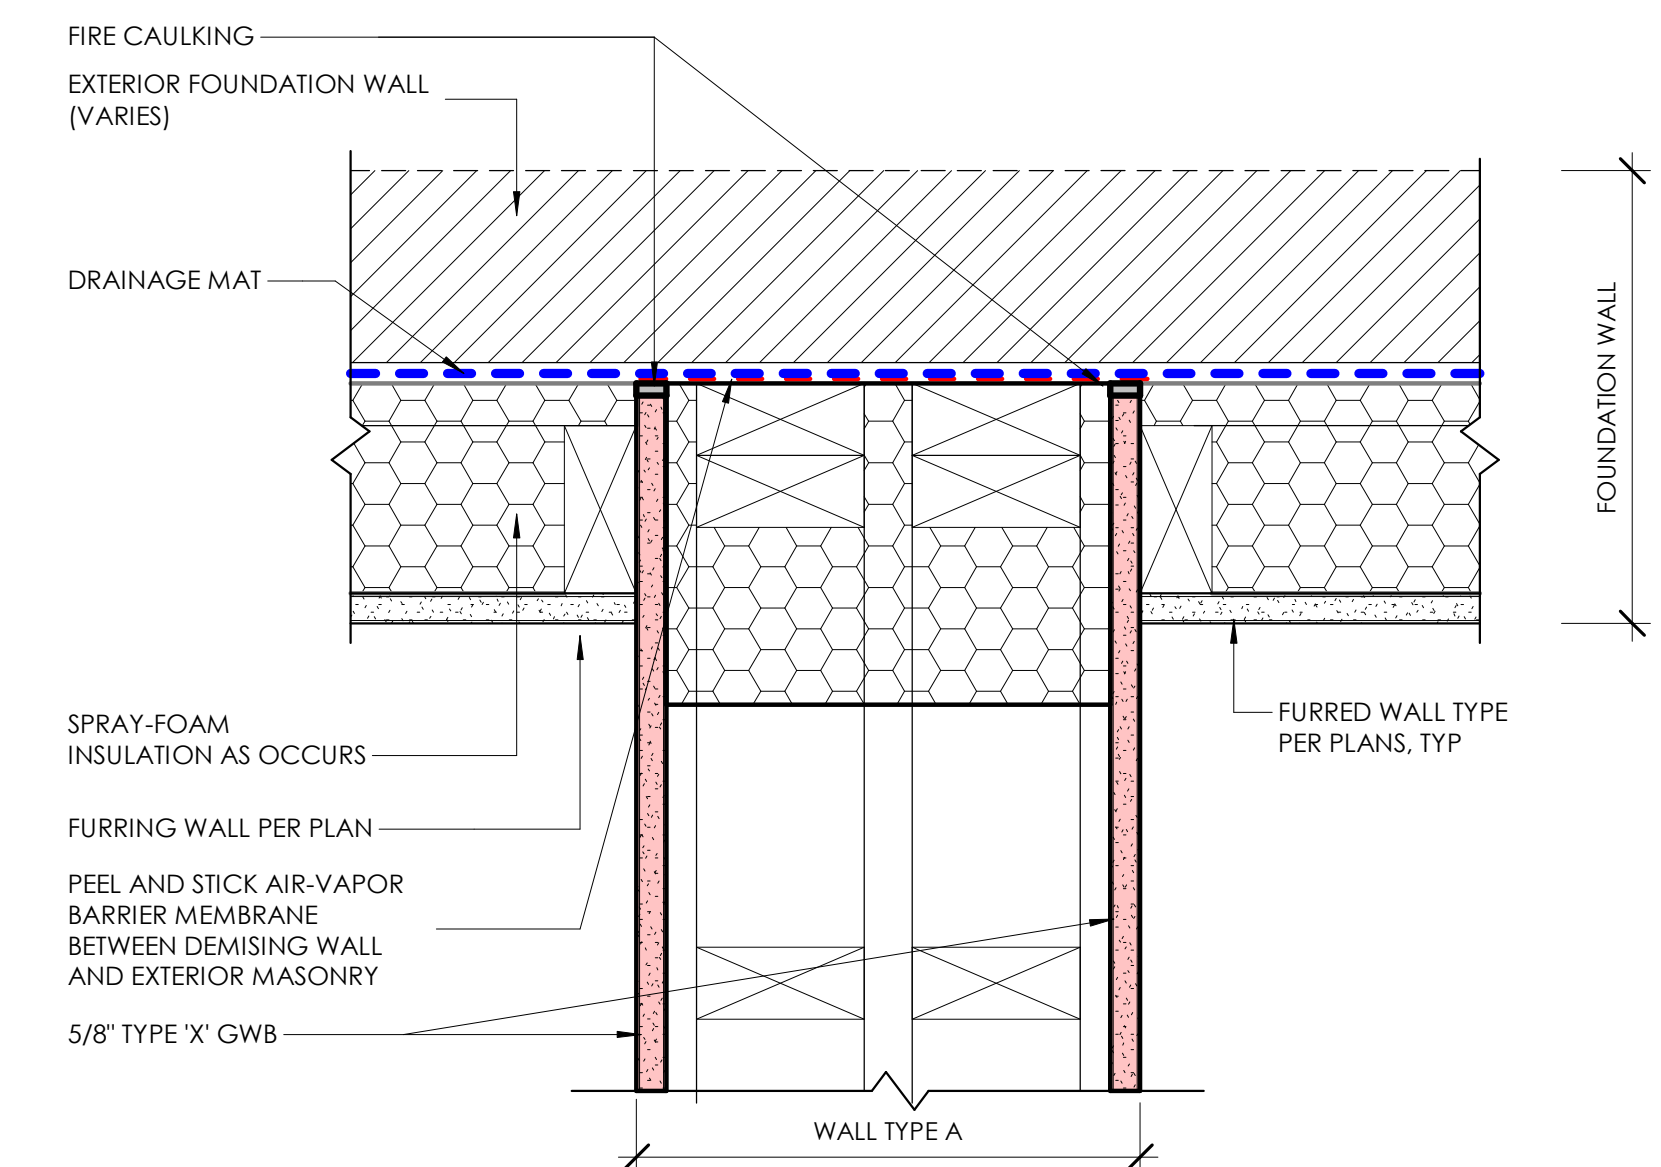 FIRE CAULKING
EXTERIOR FOUNDATION WALL
(VARIES)
DRAINAGE MAT
FOUNDATION WALL
SPRAY-FOAM
INSULATION AS OCCURS
FURRED WALL TYPE
PER PLANS, TYP
FURRING WALL PER PLAN
PEEL AND STICK AIR-VAPOR
BARRIER MEMBRANE
BETWEEN DEMISING WALL
AND EXTERIOR MASONRY
5/8" TYPE 'X' GWB
WALL TYPE A